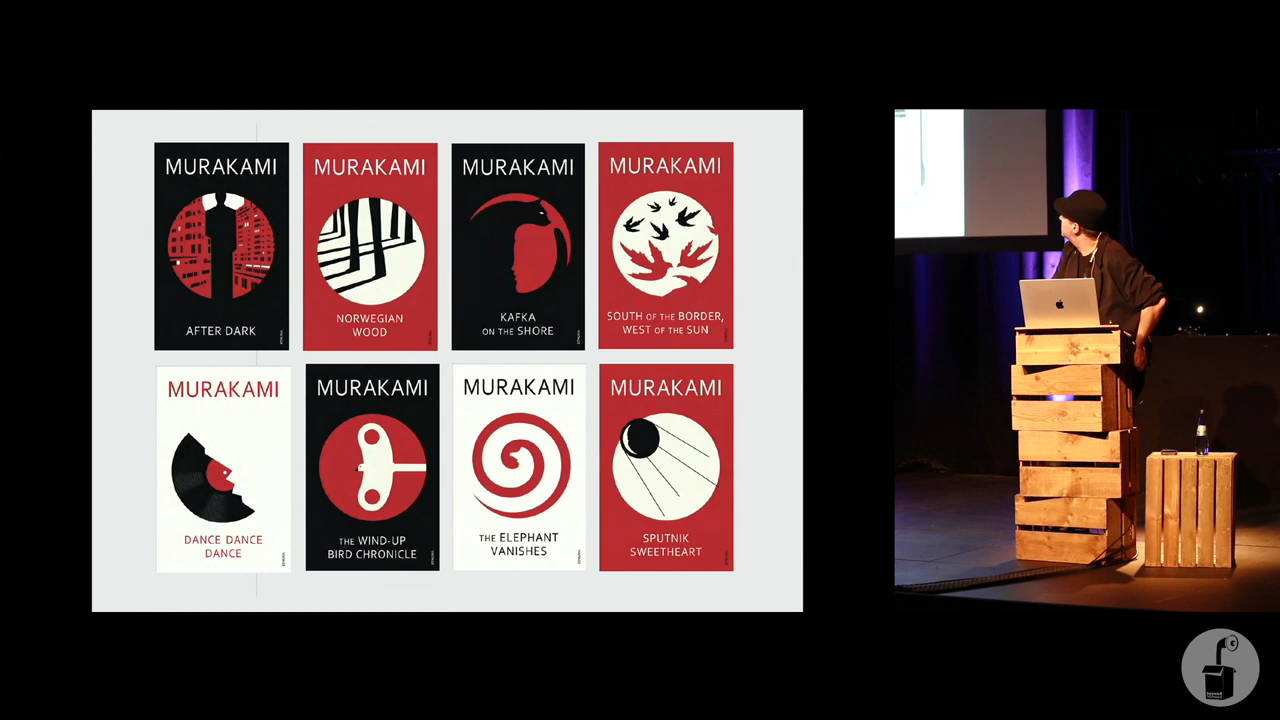 MURAKAMI
AFTER DARK
MURAKAMI
NORWEGIAN
WOOD
MURAKAMI
KAFKA
ON THE SHORE
MURAKAMI
SOUTH OF THE BORDER,
WEST OF THE SUN
MURAKAMI
DANCE DANCE
DANCE
MURAKAMI
THE WIND-UP
BIRD CHRONICLE
MURAKAMI
THE ELEPHANT
VANISHES
MURAKAMI
SPUTNIK
SWEETHEART